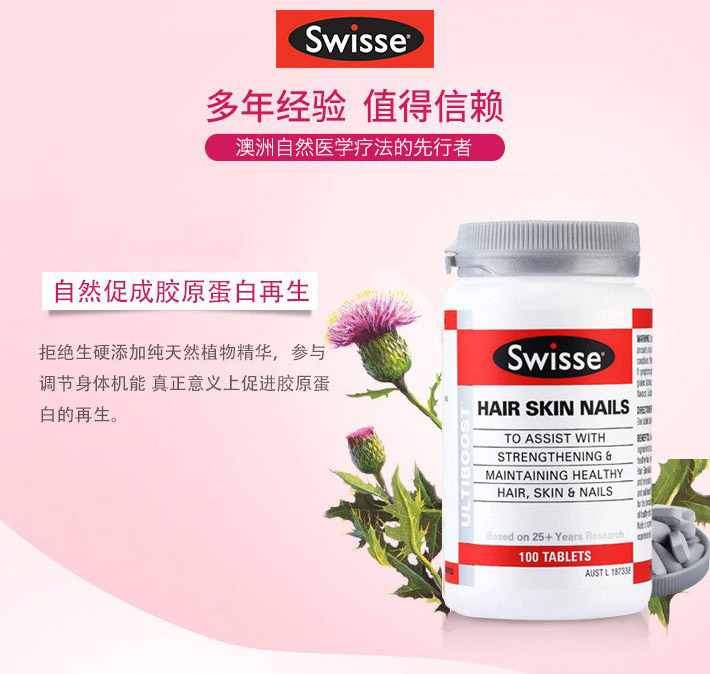 Swisse
多年经验 值得信赖
澳洲自然医学疗法的先行者
自然促成胶原蛋白再生
拒绝生硬添加纯天然植物精华，参与
调节身体机能 真正意义上促进胶原蛋
白的再生。
Swisse
ULTIBOOST
HAIR SKIN NAILS
TO ASSIST WITH
STRENGTHENING &
MAINTAINING HEALTHY
HAIR, SKIN & NAILS
Based on 25+ Years Research
100 TABLETS
AUST L 187338